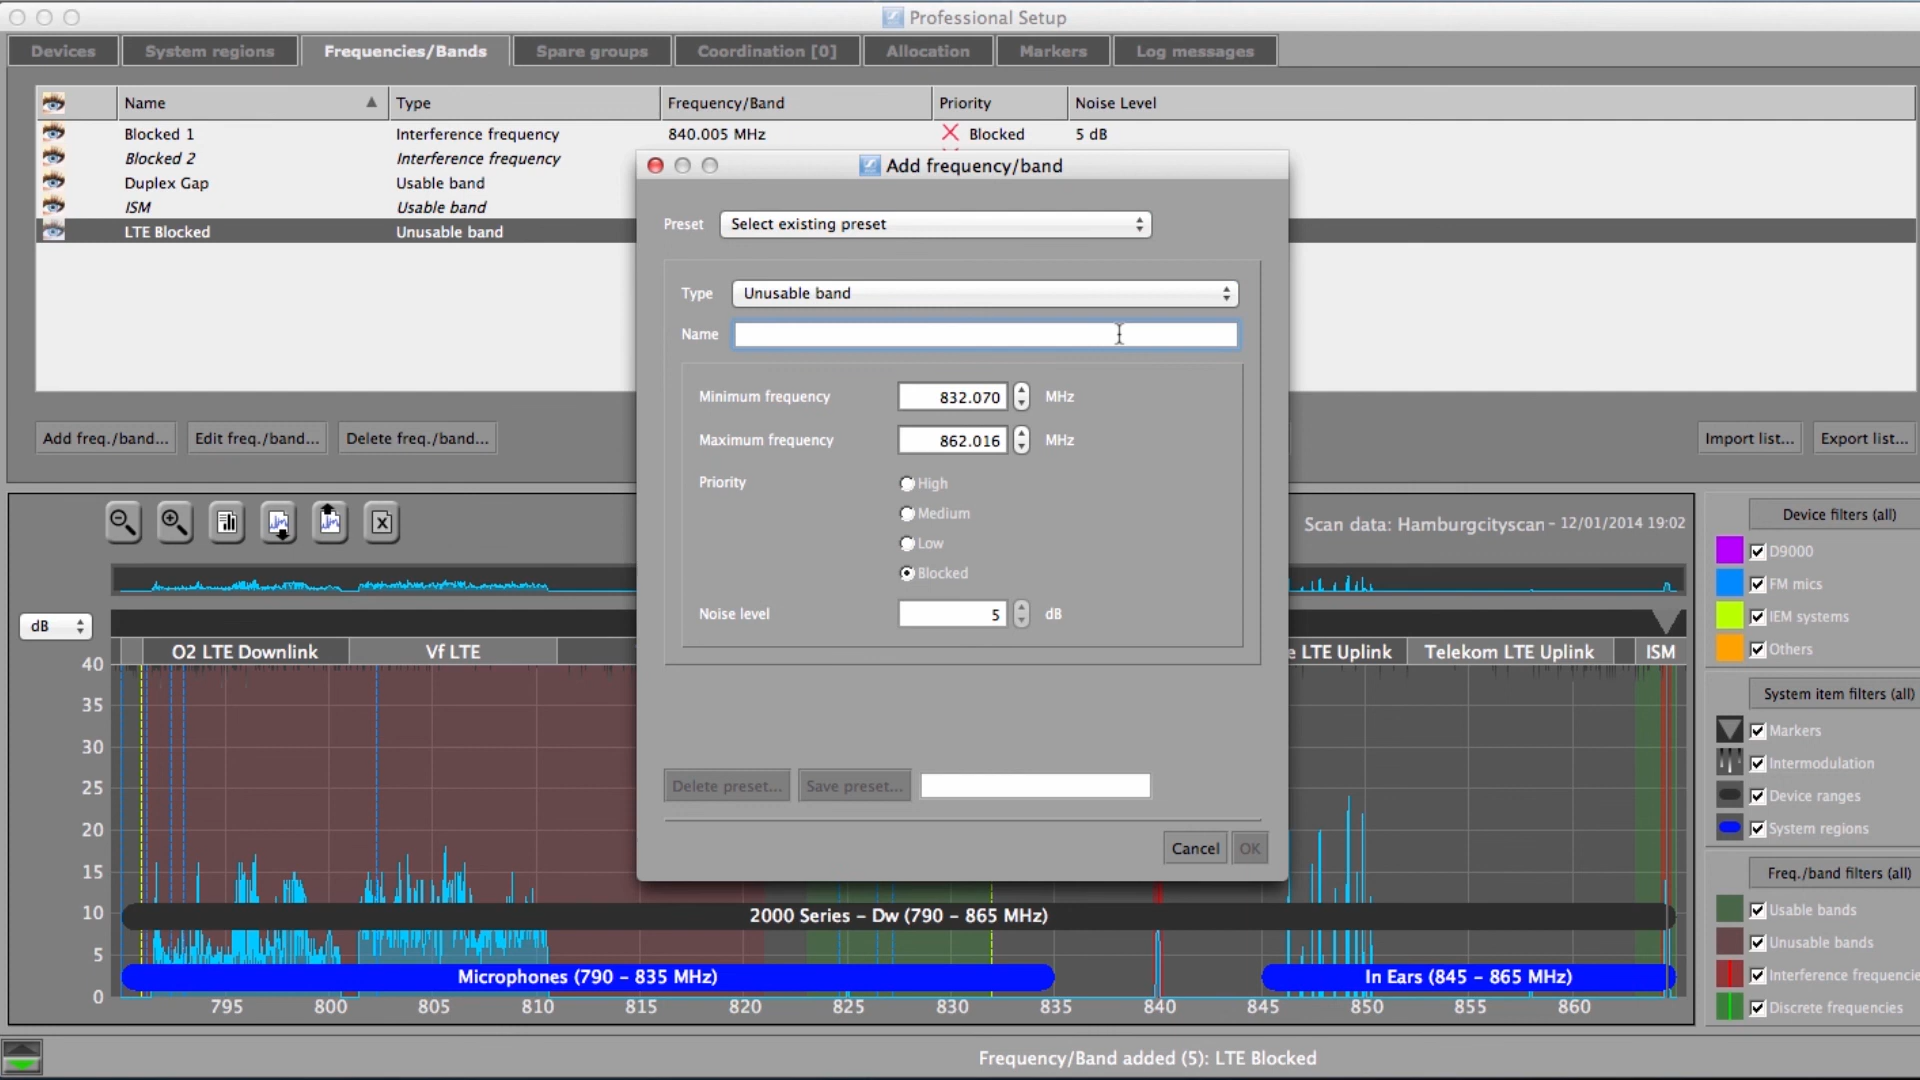 Professional Setup
Devices System regions Frequencies/Bands Spare groups Coordination [0] Allocation Markers Log messages
Name Type Frequency/Band Priority Noise Level
Blocked 1 Interference frequency 840.005 MHz Blocked 5 dB
Blocked 2 Interference frequency
Duplex Gap Usable band
ISM Usable band
LTE Blocked Unusable band
Add frequency/band
Preset Select existing preset
Type Unusable band
Name
Minimum frequency 832.070 MHz
Maximum frequency 862.016 MHz
Priority High
Medium
Low
Blocked
Noise level 5 dB
Delete preset... Save preset...
Cancel OK
Add freq./band... Edit freq./band... Delete freq./band... Import list... Export list...
Scan data: Hamburgcityscan - 12/01/2014 19:02
dB
O2 LTE Downlink Vf LTE e LTE Uplink Telekom LTE Uplink ISM
40
35
30
25
20
15
10
5
0
2000 Series - Dw (790 - 865 MHz)
Microphones (790 - 835 MHz) In Ears (845 - 865 MHz)
795 800 805 810 815 820 825 830 835 840 845 850 855 860
Device filters (all)
D9000
FM mics
IEM systems
Others
System item filters (all)
Markers
Intermodulation
Device ranges
System regions
Freq./band filters (all)
Usable bands
Unusable bands
Interference frequencie
Discrete frequencies
Frequency/Band added (5): LTE Blocked